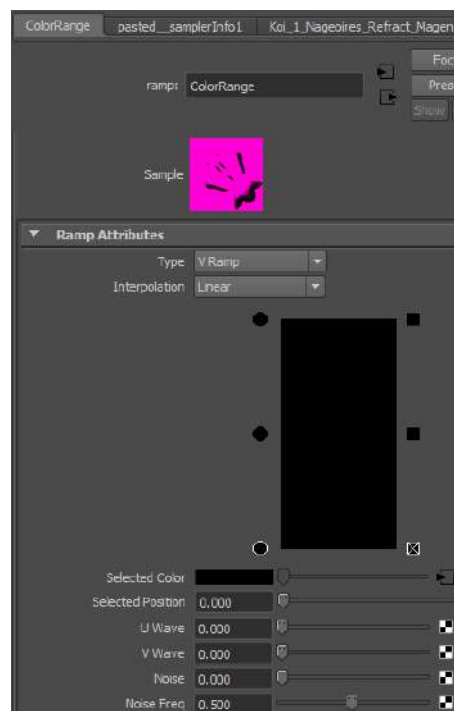 ColorRange pasted__samplerInfo1 Koi_1_Nageoires_Refract_Magen
Foc
ramp: ColorRange
Pres
Show
Sample
Ramp Attributes
Type V Ramp
Interpolation Linear
Selected Color
Selected Position 0.000
U Wave 0.000
V Wave 0.000
Noise 0.000
Noise Freq 0.500